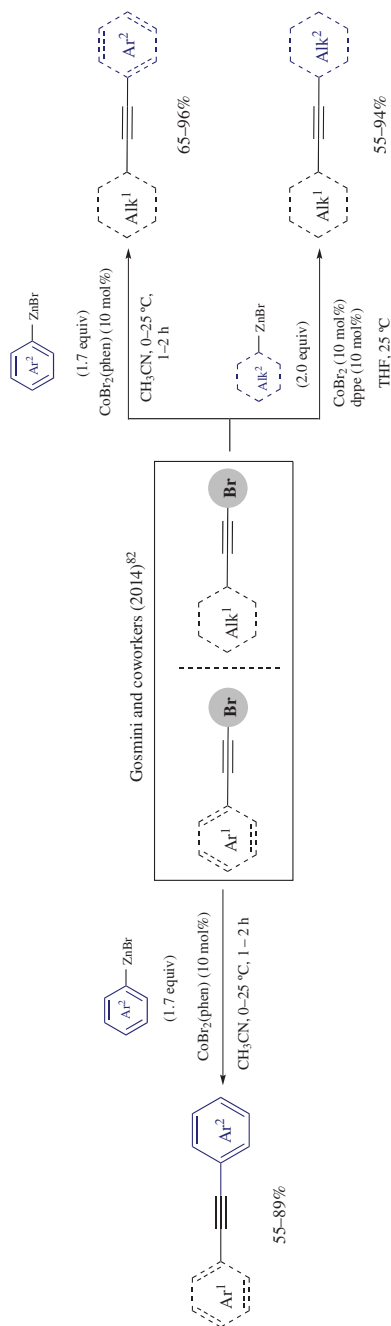 Gosmini and coworkers (2014)82
Ar1
Br
Alk1
Br
Ar2
ZnBr
(1.7 equiv)
CoBr2(phen) (10 mol%)
CH3CN, 0–25 ºC, 1 – 2 h
Ar1
Ar2
55–89%
Ar2
ZnBr
(1.7 equiv)
CoBr2(phen) (10 mol%)
CH3CN, 0–25 ºC,
1–2 h
Alk1
Ar2
65–96%
Alk2
ZnBr
(2.0 equiv)
CoBr2 (10 mol%)
dppe (10 mol%)
THF, 25 ºC
Alk1
Alk2
55–94%